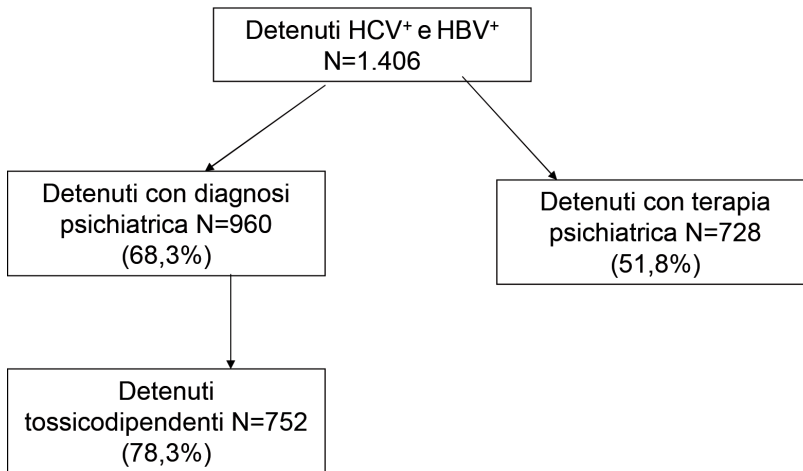 Detenuti HCV⁺ e HBV⁺
N=1.406
Detenuti con diagnosi
psichiatrica N=960
(68,3%)
Detenuti con terapia
psichiatrica N=728
(51,8%)
Detenuti
tossicodipendenti N=752
(78,3%)